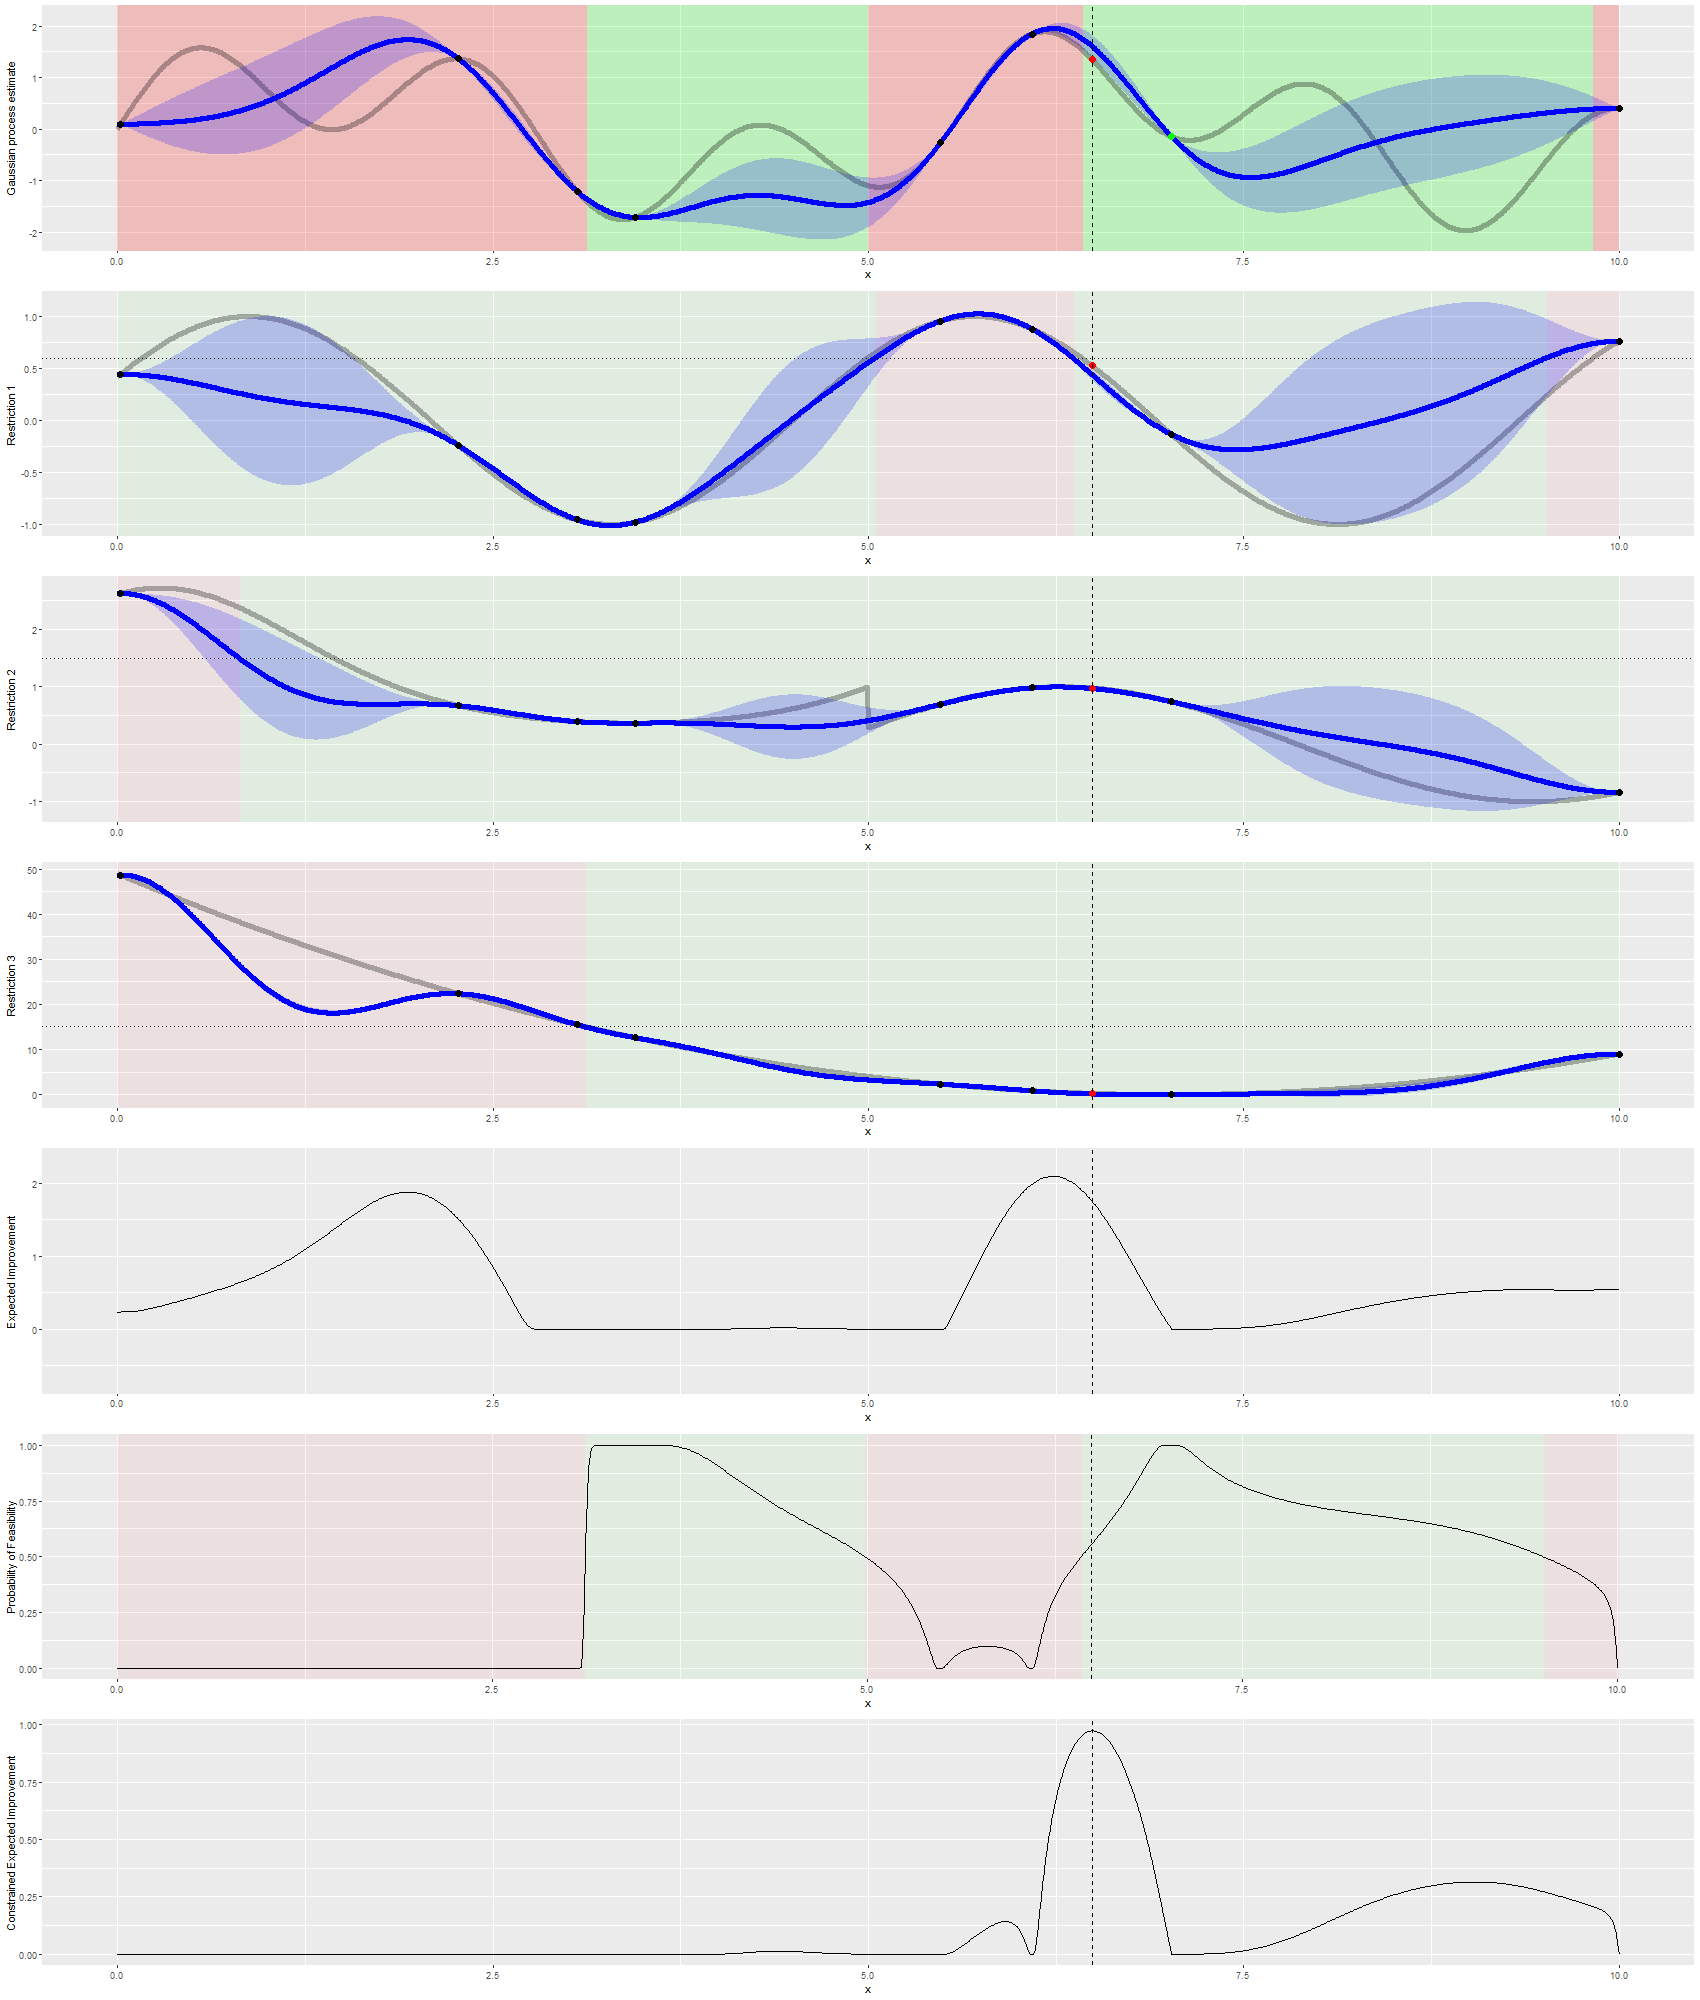 Gaussian process estimate
2
1
0
-1
-2
0.0 2.5 5.0 7.5 10.0
x
Restriction 1
1.0
0.5
0.0
-0.5
-1.0
0.0 2.5 5.0 7.5 10.0
x
Restriction 2
2
1
0
-1
0.0 2.5 5.0 7.5 10.0
x
Restriction 3
50
40
30
20
10
0
0.0 2.5 5.0 7.5 10.0
x
Expected Improvement
2
1
0
0.0 2.5 5.0 7.5 10.0
x
Probability of Feasibility
1.00
0.75
0.50
0.25
0.00
0.0 2.5 5.0 7.5 10.0
x
Constrained Expected Improvement
1.00
0.75
0.50
0.25
0.00
0.0 2.5 5.0 7.5 10.0
x